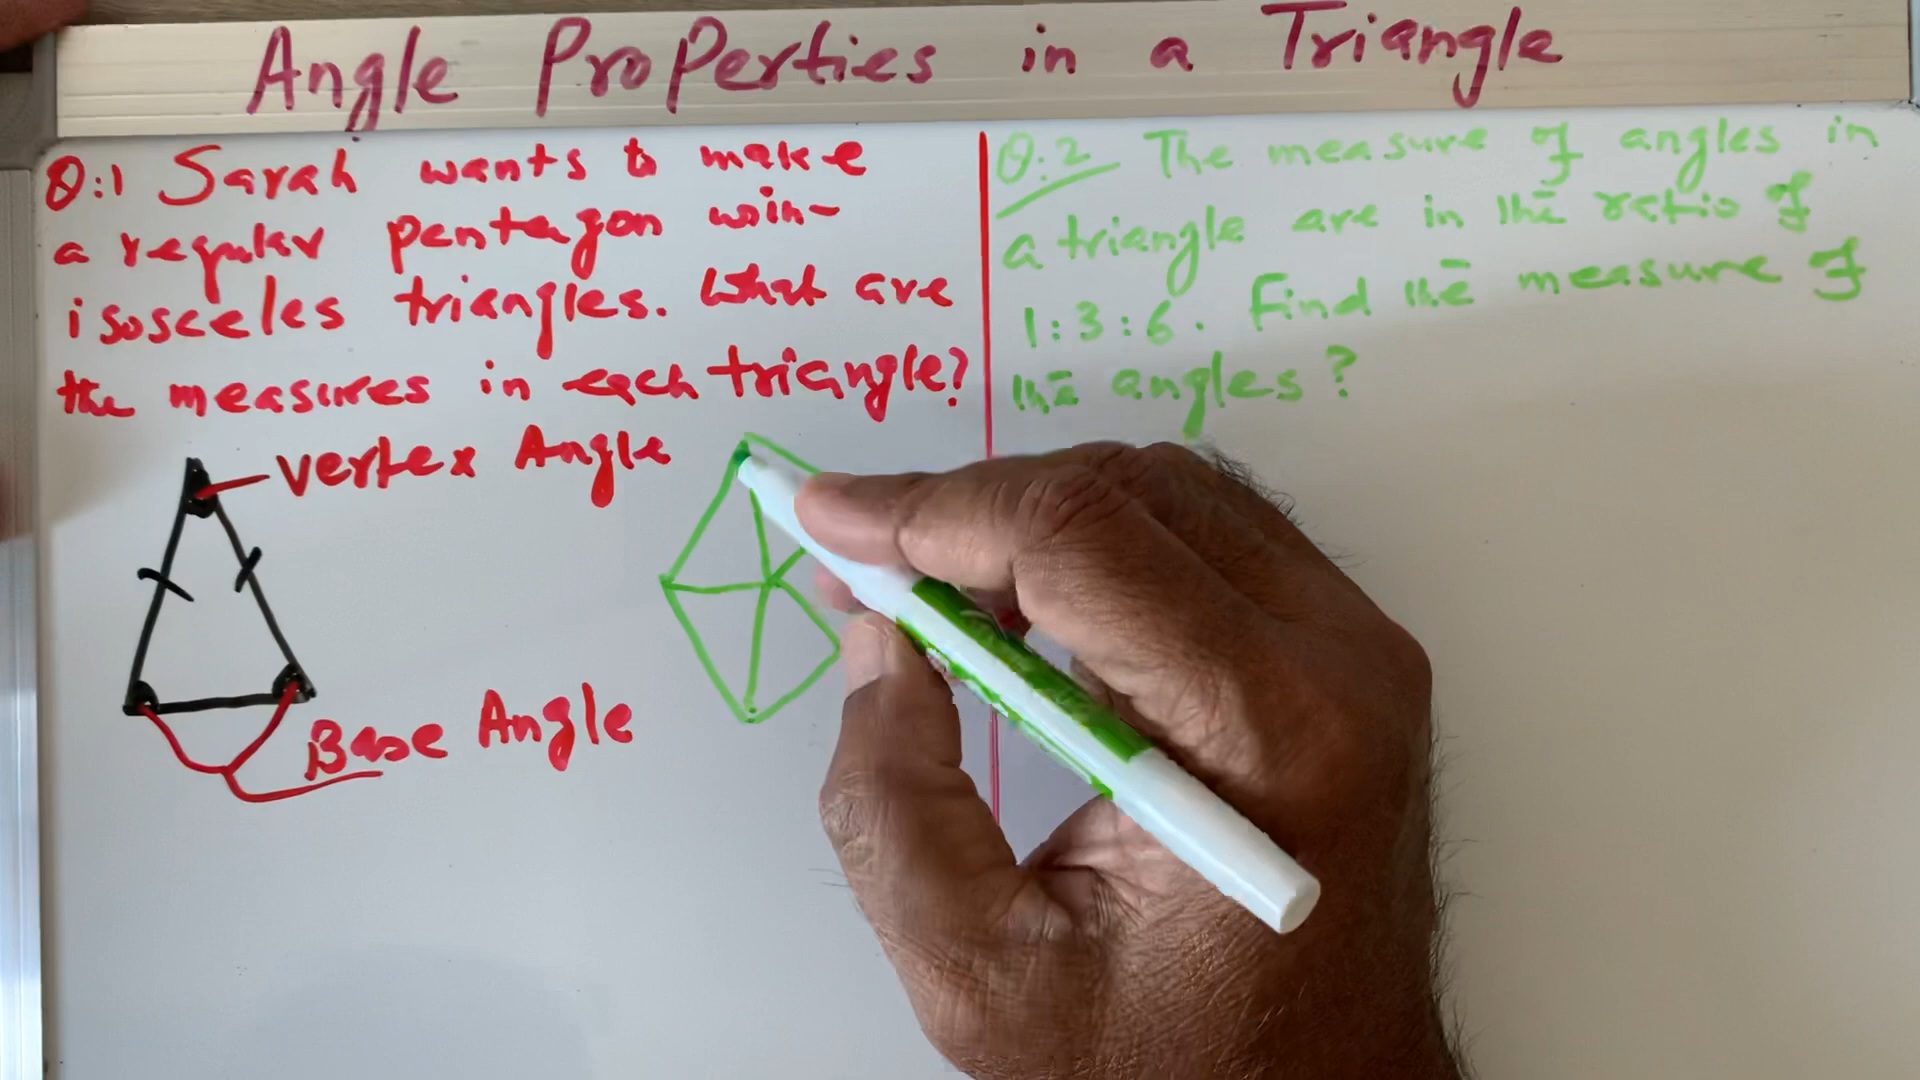 Angle Properties in a Triangle
Q:1 Sarah wants to make
a regular pentagon win-
isosceeles triangles. What are
the measures in each triangle?
Vertex Angle
Base Angle
Q:2 The measure of angles in
a triangle are in the ratio of
1:3:6. Find the measure of
the angles?